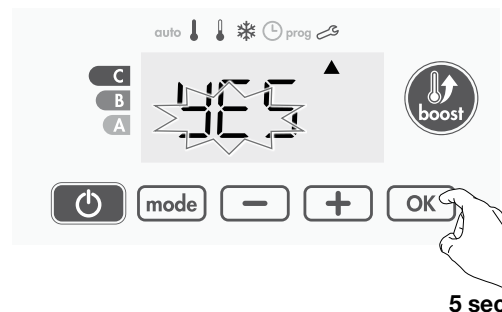 auto prog
C
B
A
YES
boost
mode − + OK
5 sec